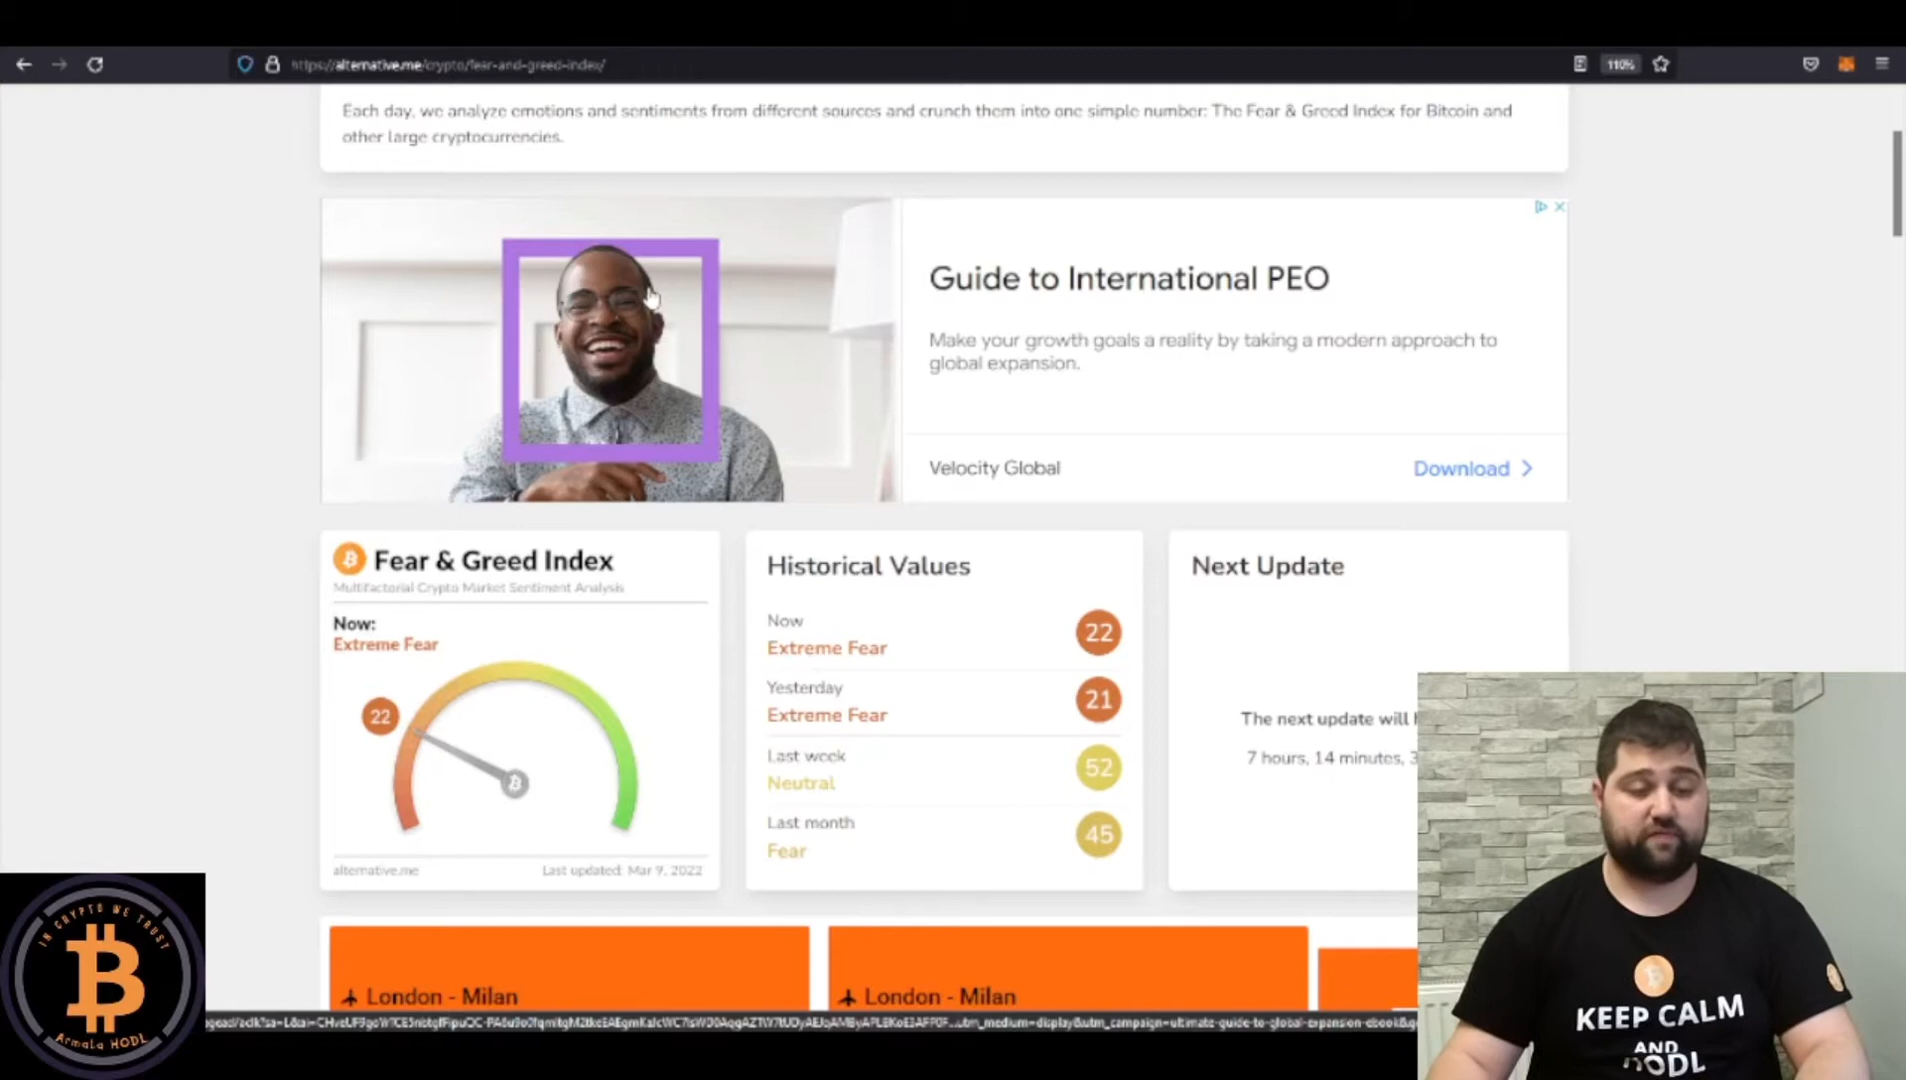 https://alternative.me/crypto/fear-and-greed-index/
110%
Each day, we analyze emotions and sentiments from different sources and crunch them into one simple number: The Fear & Greed Index for Bitcoin and
other large cryptocurrencies.
Guide to International PEO
Make your growth goals a reality by taking a modern approach to
global expansion.
Velocity Global
Download
Fear & Greed Index
Multifactorial Crypto Market Sentiment Analysis
Now:
Extreme Fear
22
alternative.me
Last updated: Mar 9, 2022
Historical Values
Now
Extreme Fear
22
Yesterday
Extreme Fear
21
Last week
Neutral
52
Last month
Fear
45
Next Update
The next update will
7 hours, 14 minutes, 3
London - Milan
London - Milan
IN CRYPTO WE TRUST
Armala HODL
KEEP CALM
AND
HODL